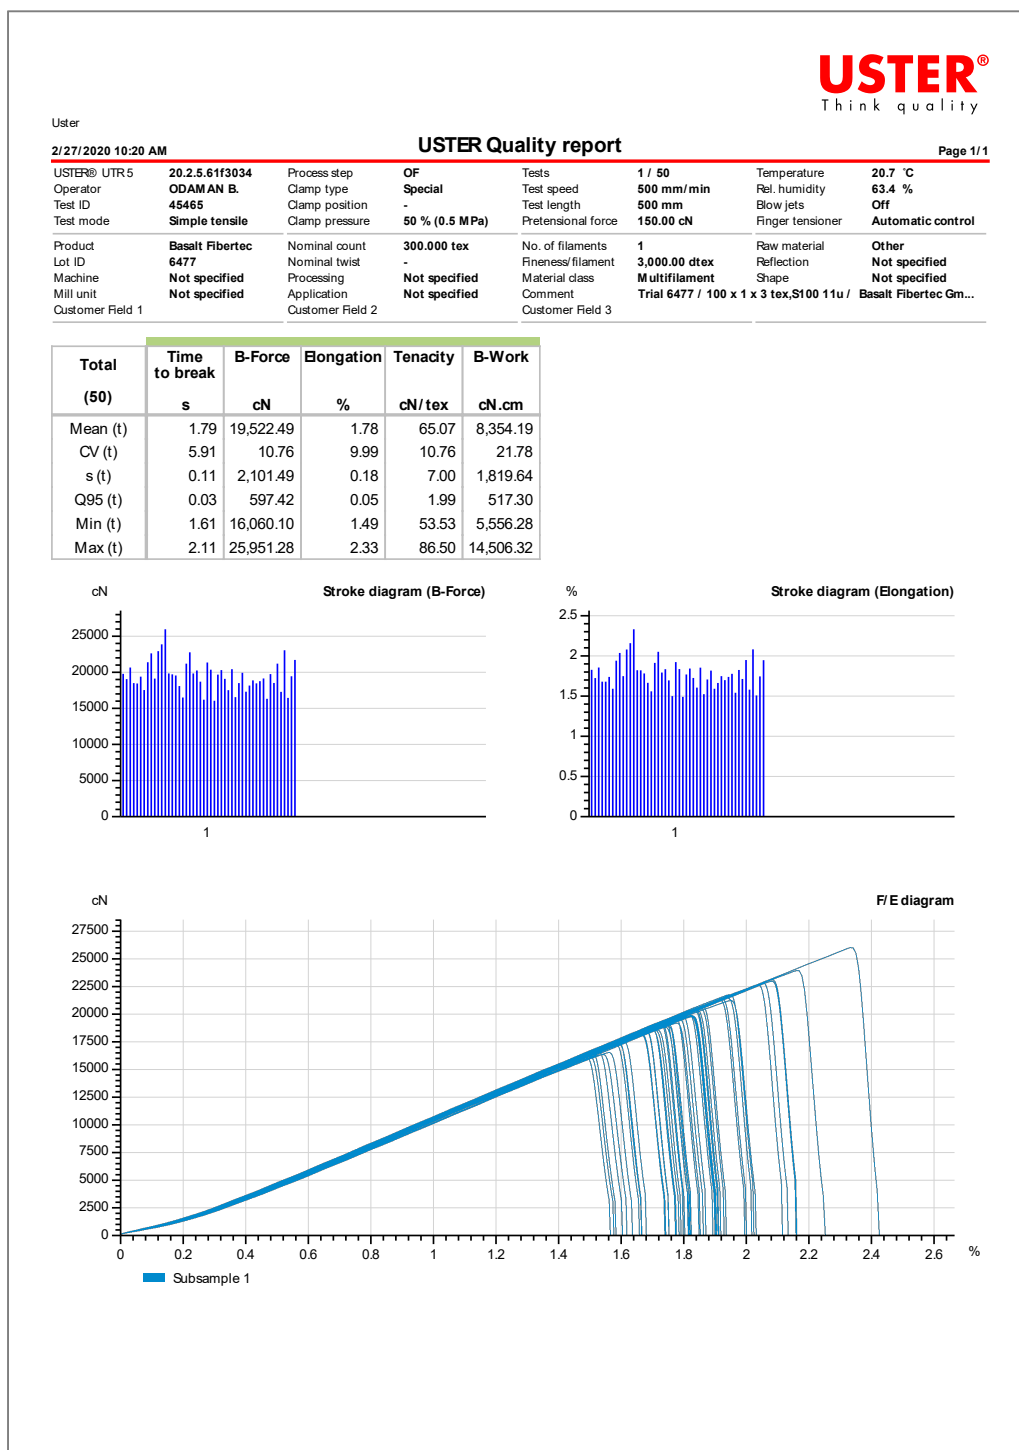 USTER®
Think quality
Uster
2/27/2020 10:20 AM USTER Quality report Page 1/1
USTER® UTR5 20.2.5.61f3034 Process step OF Tests 1 / 50 Temperature 20.7 °C
Operator ODAMAN B. Clamp type Special Test speed 500 mm/min Rel. humidity 63.4 %
Test ID 45465 Clamp position - Test length 500 mm Blow jets Off
Test mode Simple tensile Clamp pressure 50 % (0.5 MPa) Pretensional force 150.00 cN Finger tensioner Automatic control
Product Basalt Fibertec Nominal count 300.000 tex No. of filaments 1 Raw material Other
Lot ID 6477 Nominal twist - Fineness/filament 3,000.00 dtex Reflection Not specified
Machine Not specified Processing Not specified Material class Multifilament Shape Not specified
Mill unit Not specified Application Not specified Comment Trial 6477 / 100 x 1 x 3 tex,S100 11u / Basalt Fibertec Gm...
Customer Field 1 Customer Field 2 Customer Field 3
Total Time B-Force Elongation Tenacity B-Work
to break
(50) s cN % cN/tex cN.cm
Mean (t) 1.79 19,522.49 1.78 65.07 8,354.19
CV (t) 5.91 10.76 9.99 10.76 21.78
s (t) 0.11 2,101.49 0.18 7.00 1,819.64
Q95 (t) 0.03 597.42 0.05 1.99 517.30
Min (t) 1.61 16,060.10 1.49 53.53 5,556.28
Max (t) 2.11 25,951.28 2.33 86.50 14,506.32
cN Stroke diagram (B-Force)
25000
20000
15000
10000
5000
0
1
% Stroke diagram (Elongation)
2.5
2
1.5
1
0.5
0
1
cN F/E diagram
27500
25000
22500
20000
17500
15000
12500
10000
7500
5000
2500
0
0 0.2 0.4 0.6 0.8 1 1.2 1.4 1.6 1.8 2 2.2 2.4 2.6 %
Subsample 1